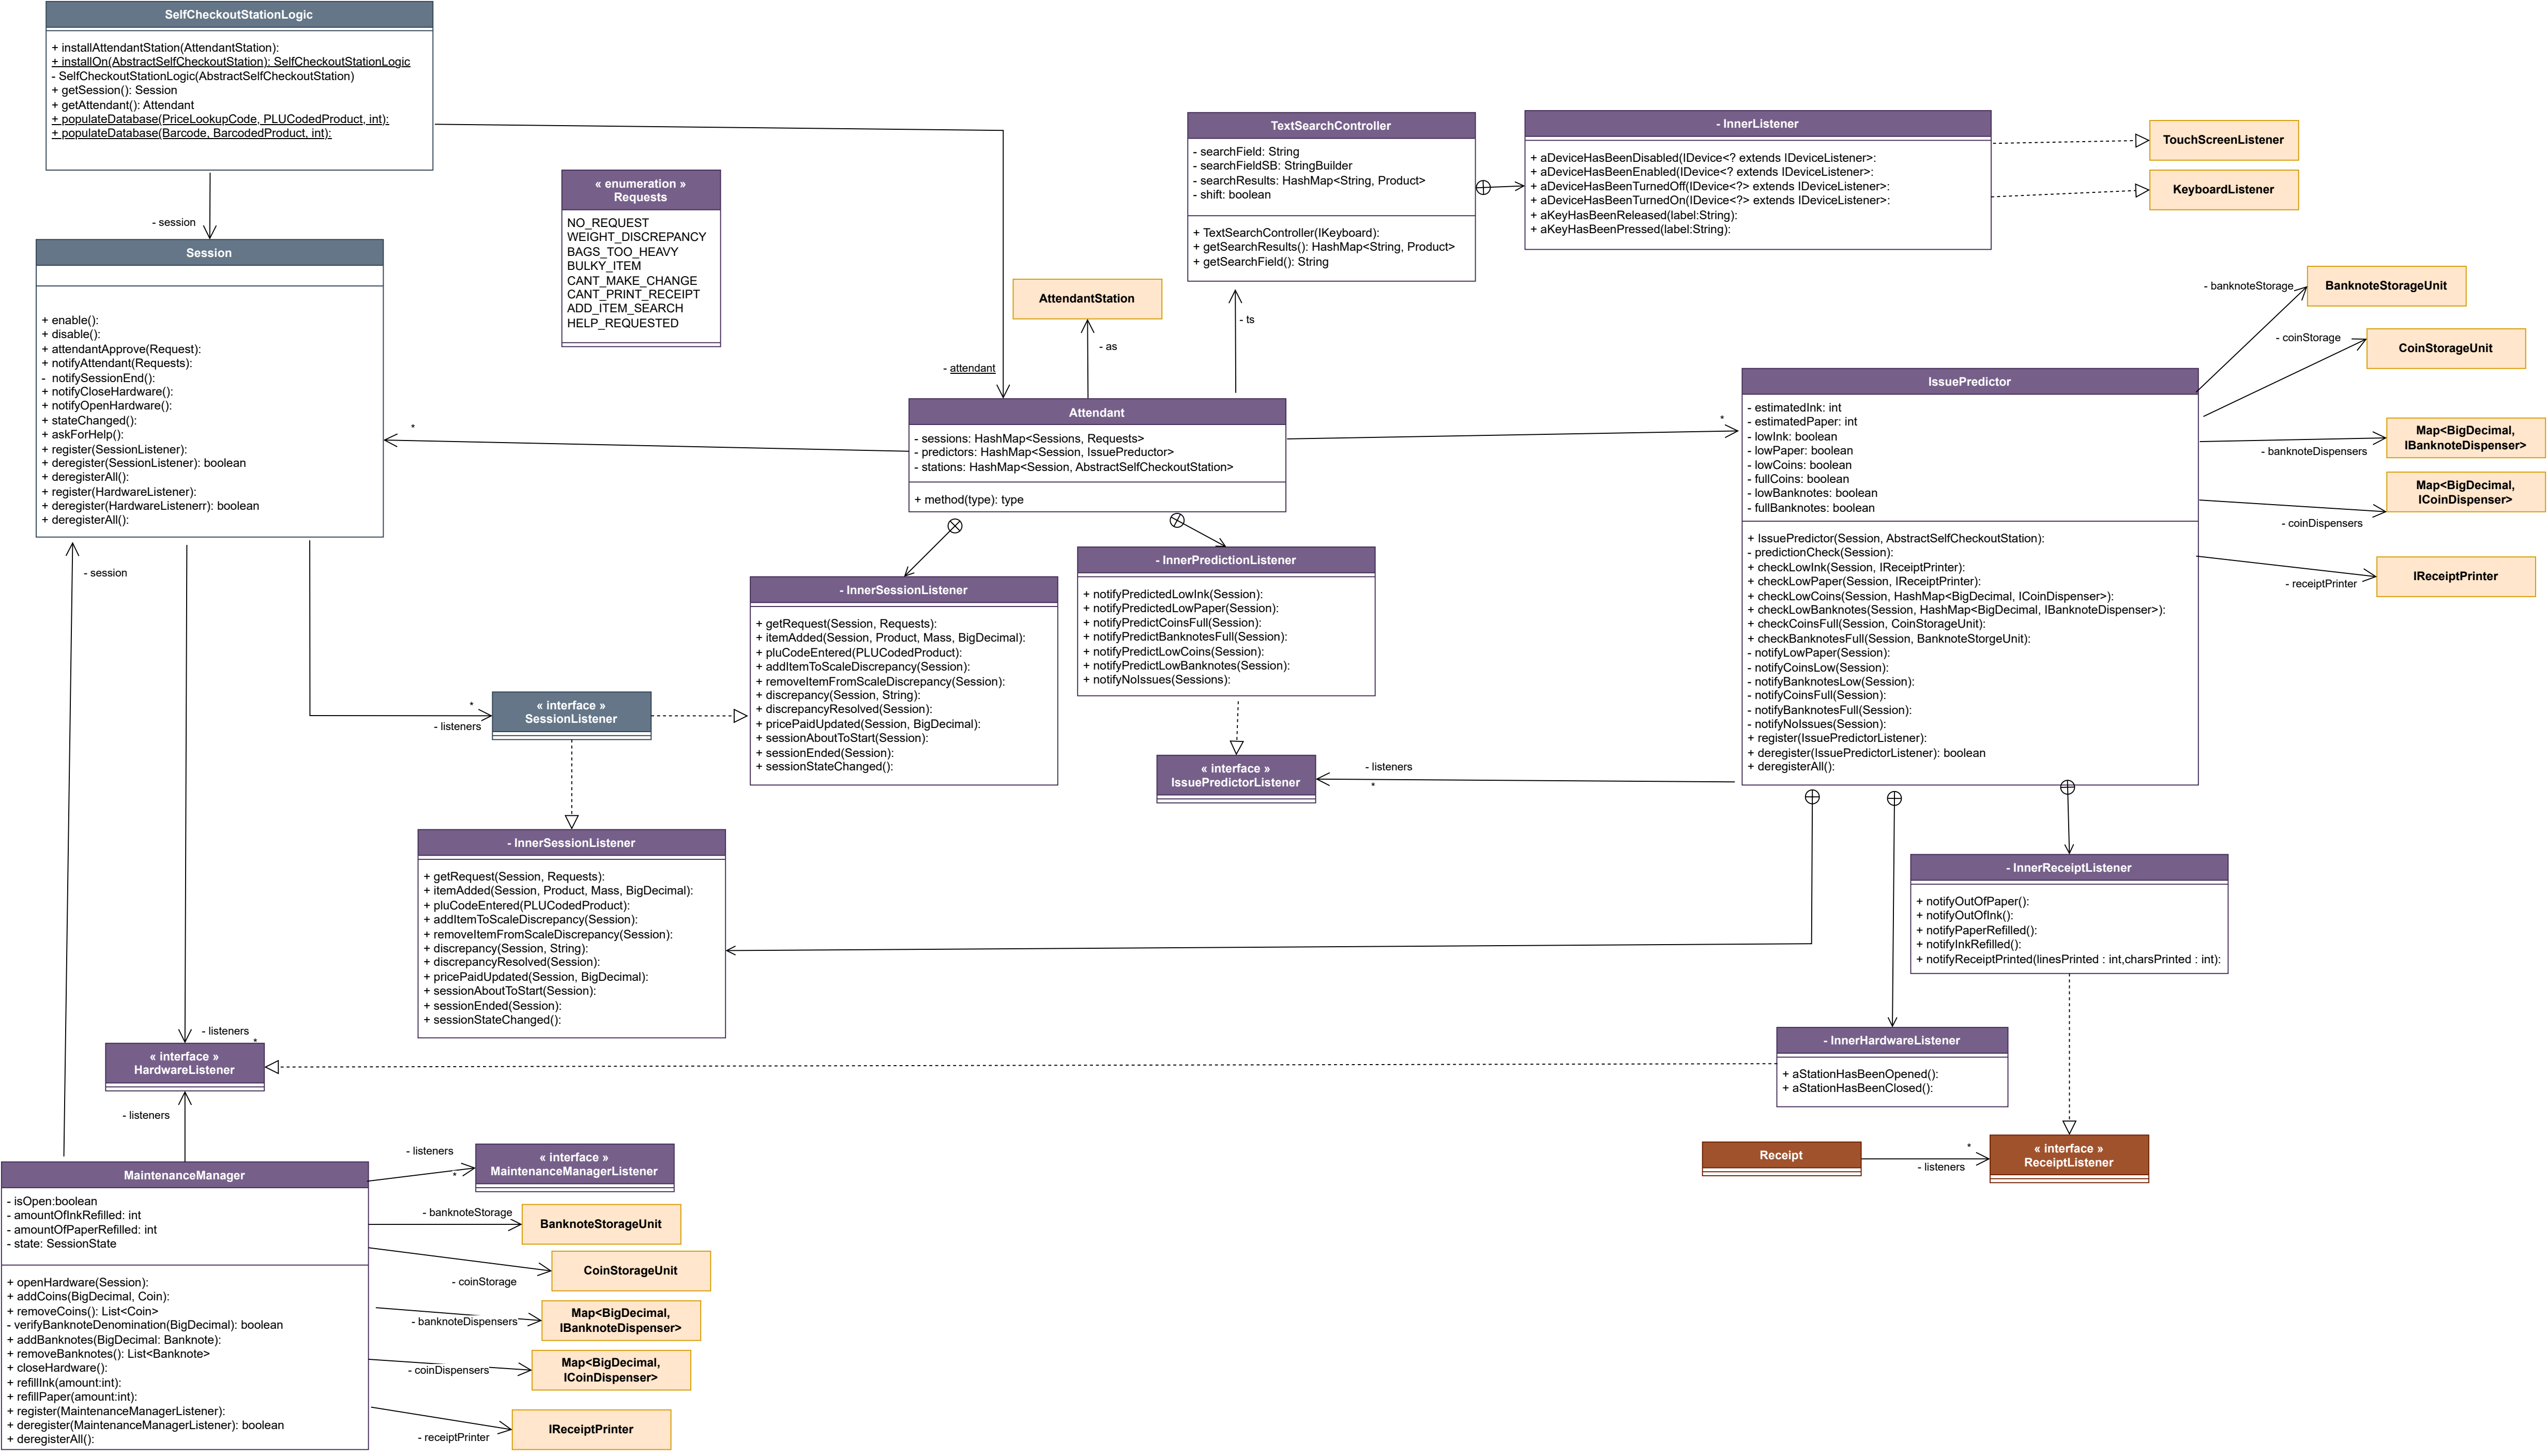 SelfCheckoutStationLogic
+ installAttendantStation(AttendantStation):
+ installOn(AbstractSelfCheckoutStation): SelfCheckoutStationLogic
- SelfCheckoutStationLogic(AbstractSelfCheckoutStation)
+ getSession(): Session
+ getAttendant(): Attendant
+ populateDatabase(PriceLookupCode, PLUCodedProduct, int):
+ populateDatabase(Barcode, BarcodedProduct, int):
- session
Session
+ enable():
+ disable():
+ attendantApprove(Request):
+ notifyAttendant(Requests):
- notifySessionEnd():
+ notifyCloseHardware():
+ notifyOpenHardware():
+ stateChanged():
+ askForHelp():
+ register(SessionListener):
+ deregister(SessionListener): boolean
+ deregisterAll():
+ register(HardwareListener):
+ deregister(HardwareListenerr): boolean
+ deregisterAll():
- session
« enumeration »
Requests
NO_REQUEST
WEIGHT_DISCREPANCY
BAGS_TOO_HEAVY
BULKY_ITEM
CANT_MAKE_CHANGE
CANT_PRINT_RECEIPT
ADD_ITEM_SEARCH
HELP_REQUESTED
- attendant
*
AttendantStation
- as
TextSearchController
- searchField: String
- searchFieldSB: StringBuilder
- searchResults: HashMap<String, Product>
- shift: boolean
+ TextSearchController(IKeyboard):
+ getSearchResults(): HashMap<String, Product>
+ getSearchField(): String
- ts
- InnerListener
+ aDeviceHasBeenDisabled(IDevice<? extends IDeviceListener>:
+ aDeviceHasBeenEnabled(IDevice<? extends IDeviceListener>:
+ aDeviceHasBeenTurnedOff(IDevice<?> extends IDeviceListener>:
+ aDeviceHasBeenTurnedOn(IDevice<?> extends IDeviceListener>:
+ aKeyHasBeenReleased(label:String):
+ aKeyHasBeenPressed(label:String):
TouchScreenListener
KeyboardListener
Attendant
- sessions: HashMap<Sessions, Requests>
- predictors: HashMap<Session, IssuePreductor>
- stations: HashMap<Session, AbstractSelfCheckoutStation>
+ method(type): type
*
IssuePredictor
- estimatedInk: int
- estimatedPaper: int
- lowInk: boolean
- lowPaper: boolean
- lowCoins: boolean
- fullCoins: boolean
- lowBanknotes: boolean
- fullBanknotes: boolean
+ IssuePredictor(Session, AbstractSelfCheckoutStation):
- predictionCheck(Session):
+ checkLowInk(Session, IReceiptPrinter):
+ checkLowPaper(Session, IReceiptPrinter):
+ checkLowCoins(Session, HashMap<BigDecimal, ICoinDispenser>):
+ checkLowBanknotes(Session, HashMap<BigDecimal, IBanknoteDispenser>):
+ checkCoinsFull(Session, CoinStorageUnit):
+ checkBanknotesFull(Session, BanknoteStorgeUnit):
- notifyLowPaper(Session):
- notifyCoinsLow(Session):
- notifyBanknotesLow(Session):
- notifyCoinsFull(Session):
- notifyBanknotesFull(Session):
- notifyNoIssues(Session):
+ register(IssuePredictorListener):
+ deregister(IssuePredictorListener): boolean
+ deregisterAll():
- banknoteStorage
BanknoteStorageUnit
- coinStorage
CoinStorageUnit
Map<BigDecimal,
IBanknoteDispenser>
- banknoteDispensers
Map<BigDecimal,
ICoinDispenser>
- coinDispensers
IReceiptPrinter
- receiptPrinter
- InnerSessionListener
+ getRequest(Session, Requests):
+ itemAdded(Session, Product, Mass, BigDecimal):
+ pluCodeEntered(PLUCodedProduct):
+ addItemToScaleDiscrepancy(Session):
+ removeItemFromScaleDiscrepancy(Session):
+ discrepancy(Session, String):
+ discrepancyResolved(Session):
+ pricePaidUpdated(Session, BigDecimal):
+ sessionAboutToStart(Session):
+ sessionEnded(Session):
+ sessionStateChanged():
- InnerPredictionListener
+ notifyPredictedLowInk(Session):
+ notifyPredictedLowPaper(Session):
+ notifyPredictCoinsFull(Session):
+ notifyPredictBanknotesFull(Session):
+ notifyPredictLowCoins(Session):
+ notifyPredictLowBanknotes(Session):
+ notifyNoIssues(Sessions):
*
- listeners
« interface »
SessionListener
« interface »
IssuePredictorListener
- listeners
*
- InnerSessionListener
+ getRequest(Session, Requests):
+ itemAdded(Session, Product, Mass, BigDecimal):
+ pluCodeEntered(PLUCodedProduct):
+ addItemToScaleDiscrepancy(Session):
+ removeItemFromScaleDiscrepancy(Session):
+ discrepancy(Session, String):
+ discrepancyResolved(Session):
+ pricePaidUpdated(Session, BigDecimal):
+ sessionAboutToStart(Session):
+ sessionEnded(Session):
+ sessionStateChanged():
- InnerReceiptListener
+ notifyOutOfPaper():
+ notifyOutOfInk():
+ notifyPaperRefilled():
+ notifyInkRefilled():
+ notifyReceiptPrinted(linesPrinted : int,charsPrinted : int):
- listeners
*
« interface »
HardwareListener
- listeners
- InnerHardwareListener
+ aStationHasBeenOpened():
+ aStationHasBeenClosed():
Receipt
*
- listeners
« interface »
ReceiptListener
MaintenanceManager
- isOpen:boolean
- amountOfInkRefilled: int
- amountOfPaperRefilled: int
- state: SessionState
+ openHardware(Session):
+ addCoins(BigDecimal, Coin):
+ removeCoins(): List<Coin>
- verifyBanknoteDenomination(BigDecimal): boolean
+ addBanknotes(BigDecimal: Banknote):
+ removeBanknotes(): List<Banknote>
+ closeHardware():
+ refillInk(amount:int):
+ refillPaper(amount:int):
+ register(MaintenanceManagerListener):
+ deregister(MaintenanceManagerListener): boolean
+ deregisterAll():
- listeners
*
« interface »
MaintenanceManagerListener
- banknoteStorage
BanknoteStorageUnit
- coinStorage
CoinStorageUnit
- banknoteDispensers
Map<BigDecimal,
IBanknoteDispenser>
- coinDispensers
Map<BigDecimal,
ICoinDispenser>
- receiptPrinter
IReceiptPrinter